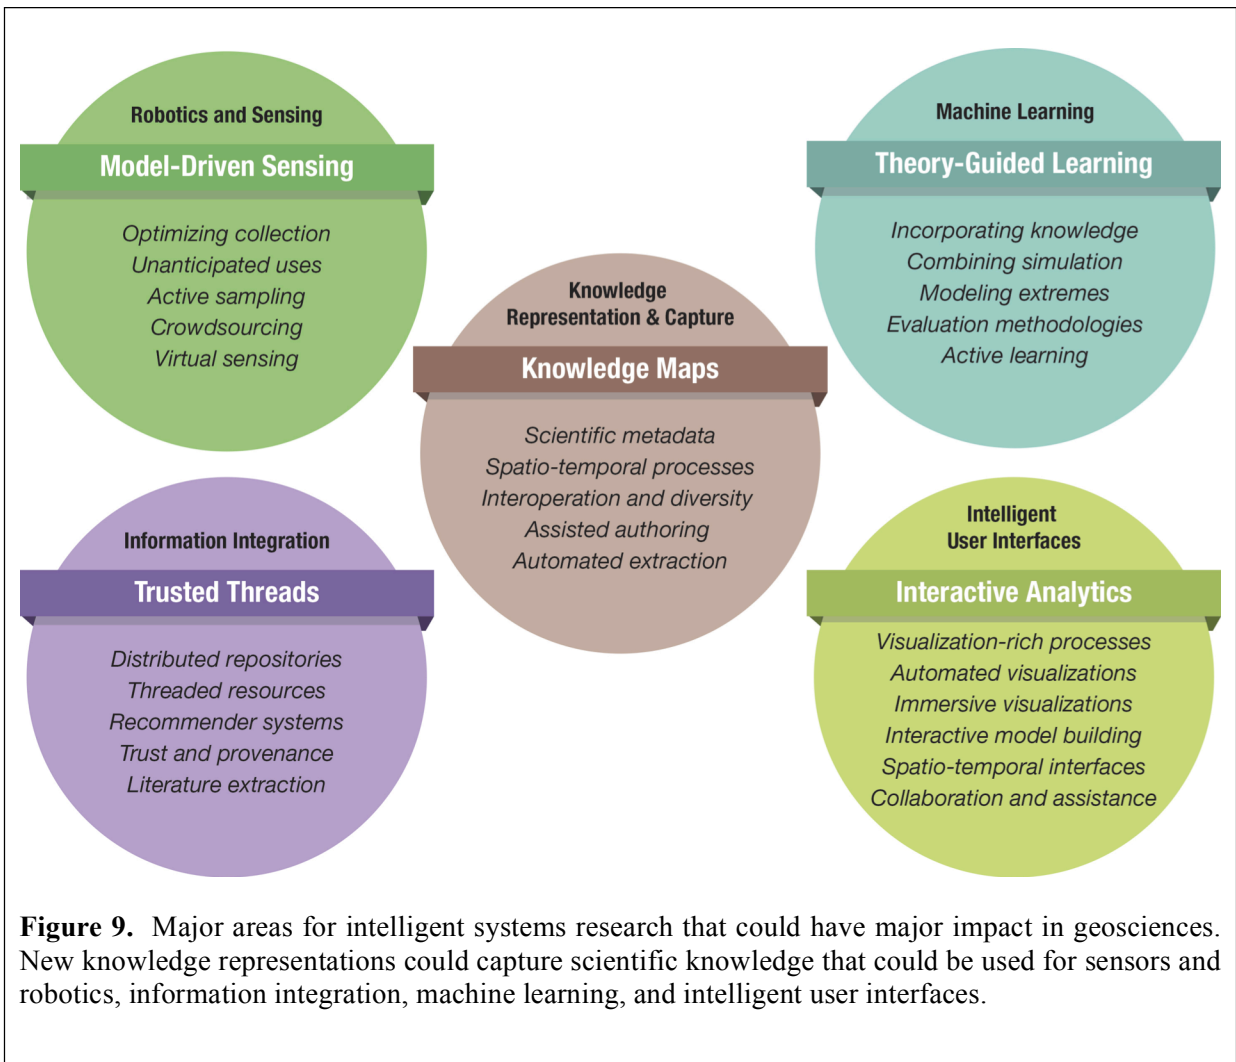 Robotics and Sensing
Model-Driven Sensing
Optimizing collection
Unanticipated uses
Active sampling
Crowdsourcing
Virtual sensing
Machine Learning
Theory-Guided Learning
Incorporating knowledge
Combining simulation
Modeling extremes
Evaluation methodologies
Active learning
Knowledge
Representation & Capture
Knowledge Maps
Scientific metadata
Spatio-temporal processes
Interoperation and diversity
Assisted authoring
Automated extraction
Information Integration
Trusted Threads
Distributed repositories
Threaded resources
Recommender systems
Trust and provenance
Literature extraction
Intelligent
User Interfaces
Interactive Analytics
Visualization-rich processes
Automated visualizations
Immersive visualizations
Interactive model building
Spatio-temporal interfaces
Collaboration and assistance
Figure 9. Major areas for intelligent systems research that could have major impact in geosciences.
New knowledge representations could capture scientific knowledge that could be used for sensors and
robotics, information integration, machine learning, and intelligent user interfaces.